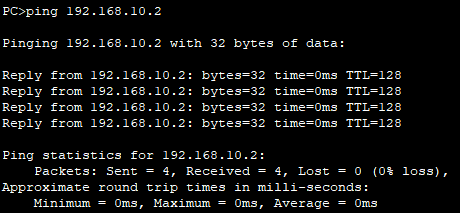 PC>ping 192.168.10.2
Pinging 192.168.10.2 with 32 bytes of data:
Reply from 192.168.10.2: bytes=32 time=0ms TTL=128
Reply from 192.168.10.2: bytes=32 time=0ms TTL=128
Reply from 192.168.10.2: bytes=32 time=0ms TTL=128
Reply from 192.168.10.2: bytes=32 time=0ms TTL=128
Ping statistics for 192.168.10.2:
    Packets: Sent = 4, Received = 4, Lost = 0 (0% loss),
Approximate round trip times in milli-seconds:
    Minimum = 0ms, Maximum = 0ms, Average = 0ms